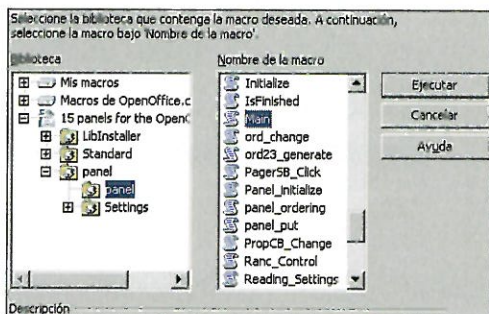 Seleccione la biblioteca que contenga la macro deseada. A continuación,
seleccione la macro bajo 'Nombre de la macro'.
Biblioteca
Mis macros
Macros de OpenOffice.c
15 panels for the OpenC
LibInstaller
Standard
panel
panel
Settings
Nombre de la macro
Initialize
IsFinished
Main
ord_change
ord23_generate
PagerSB_Click
Panel_Initialize
panel_ordering
panel_put
PropCB_Change
Ranc_Control
Reading_Settings
Ejecutar
Cancelar
Ayuda
Descripción